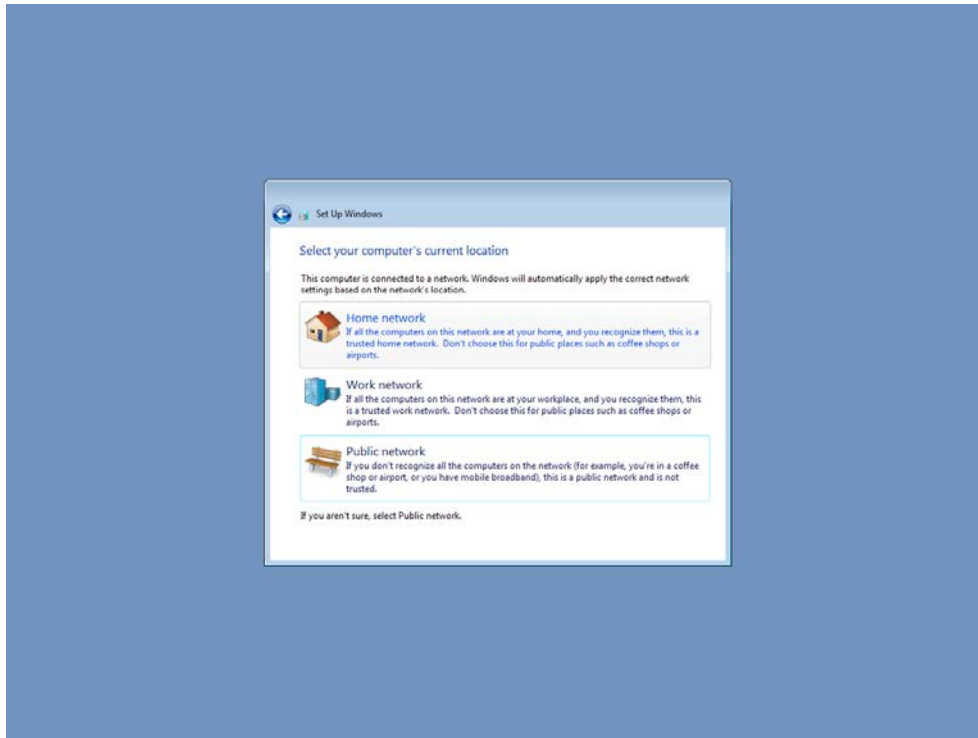 Set Up Windows
Select your computer's current location
This computer is connected to a network. Windows will automatically apply the correct network
settings based on the network's location.
Home network
If all the computers on this network are at your home, and you recognize them, this is a
trusted home network.  Don't choose this for public places such as coffee shops or
airports.
Work network
If all the computers on this network are at your workplace, and you recognize them, this
is a trusted work network.  Don't choose this for public places such as coffee shops or
airports.
Public network
If you don't recognize all the computers on the network (for example, you're in a coffee
shop or airport, or you have mobile broadband), this is a public network and is not
trusted.
If you aren't sure, select Public network.